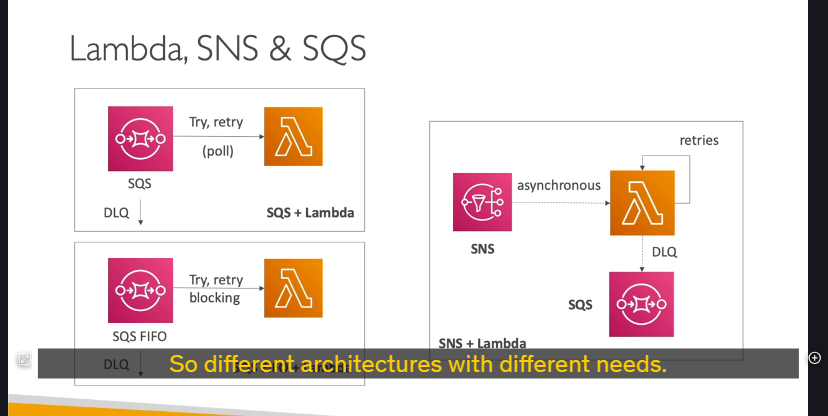 Lambda, SNS & SQS
Try, retry
(poll)
SQS
DLQ
SQS + Lambda
Try, retry
blocking
SQS FIFO
DLQ
retries
asynchronous
SNS
DLQ
SQS
SNS + Lambda
So different architectures with different needs.